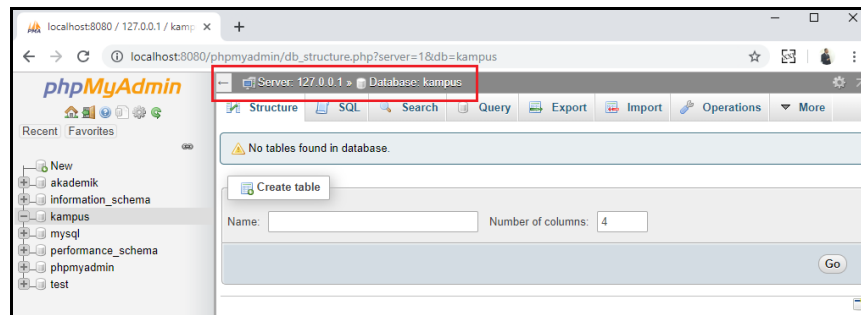 localhost:8080 / 127.0.0.1 / kamp
localhost:8080/phpmyadmin/db_structure.php?server=1&db=kampus
phpMyAdmin
Recent Favorites
New
akademik
information_schema
kampus
mysql
performance_schema
phpmyadmin
test
Server: 127.0.0.1 » Database: kampus
Structure SQL Search Query Export Import Operations More
No tables found in database.
Create table
Name: Number of columns: 4
Go